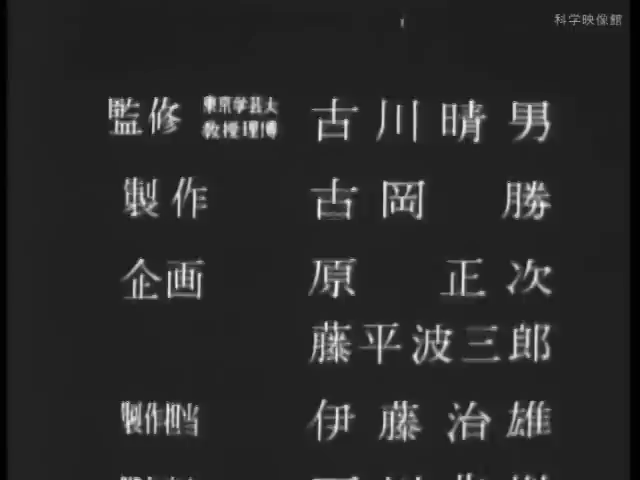 科学映像館
監修 東京学芸大教授理博 古川晴男
製作 古岡勝
企画 原正次
藤平波三郎
製作担当 伊藤治雄